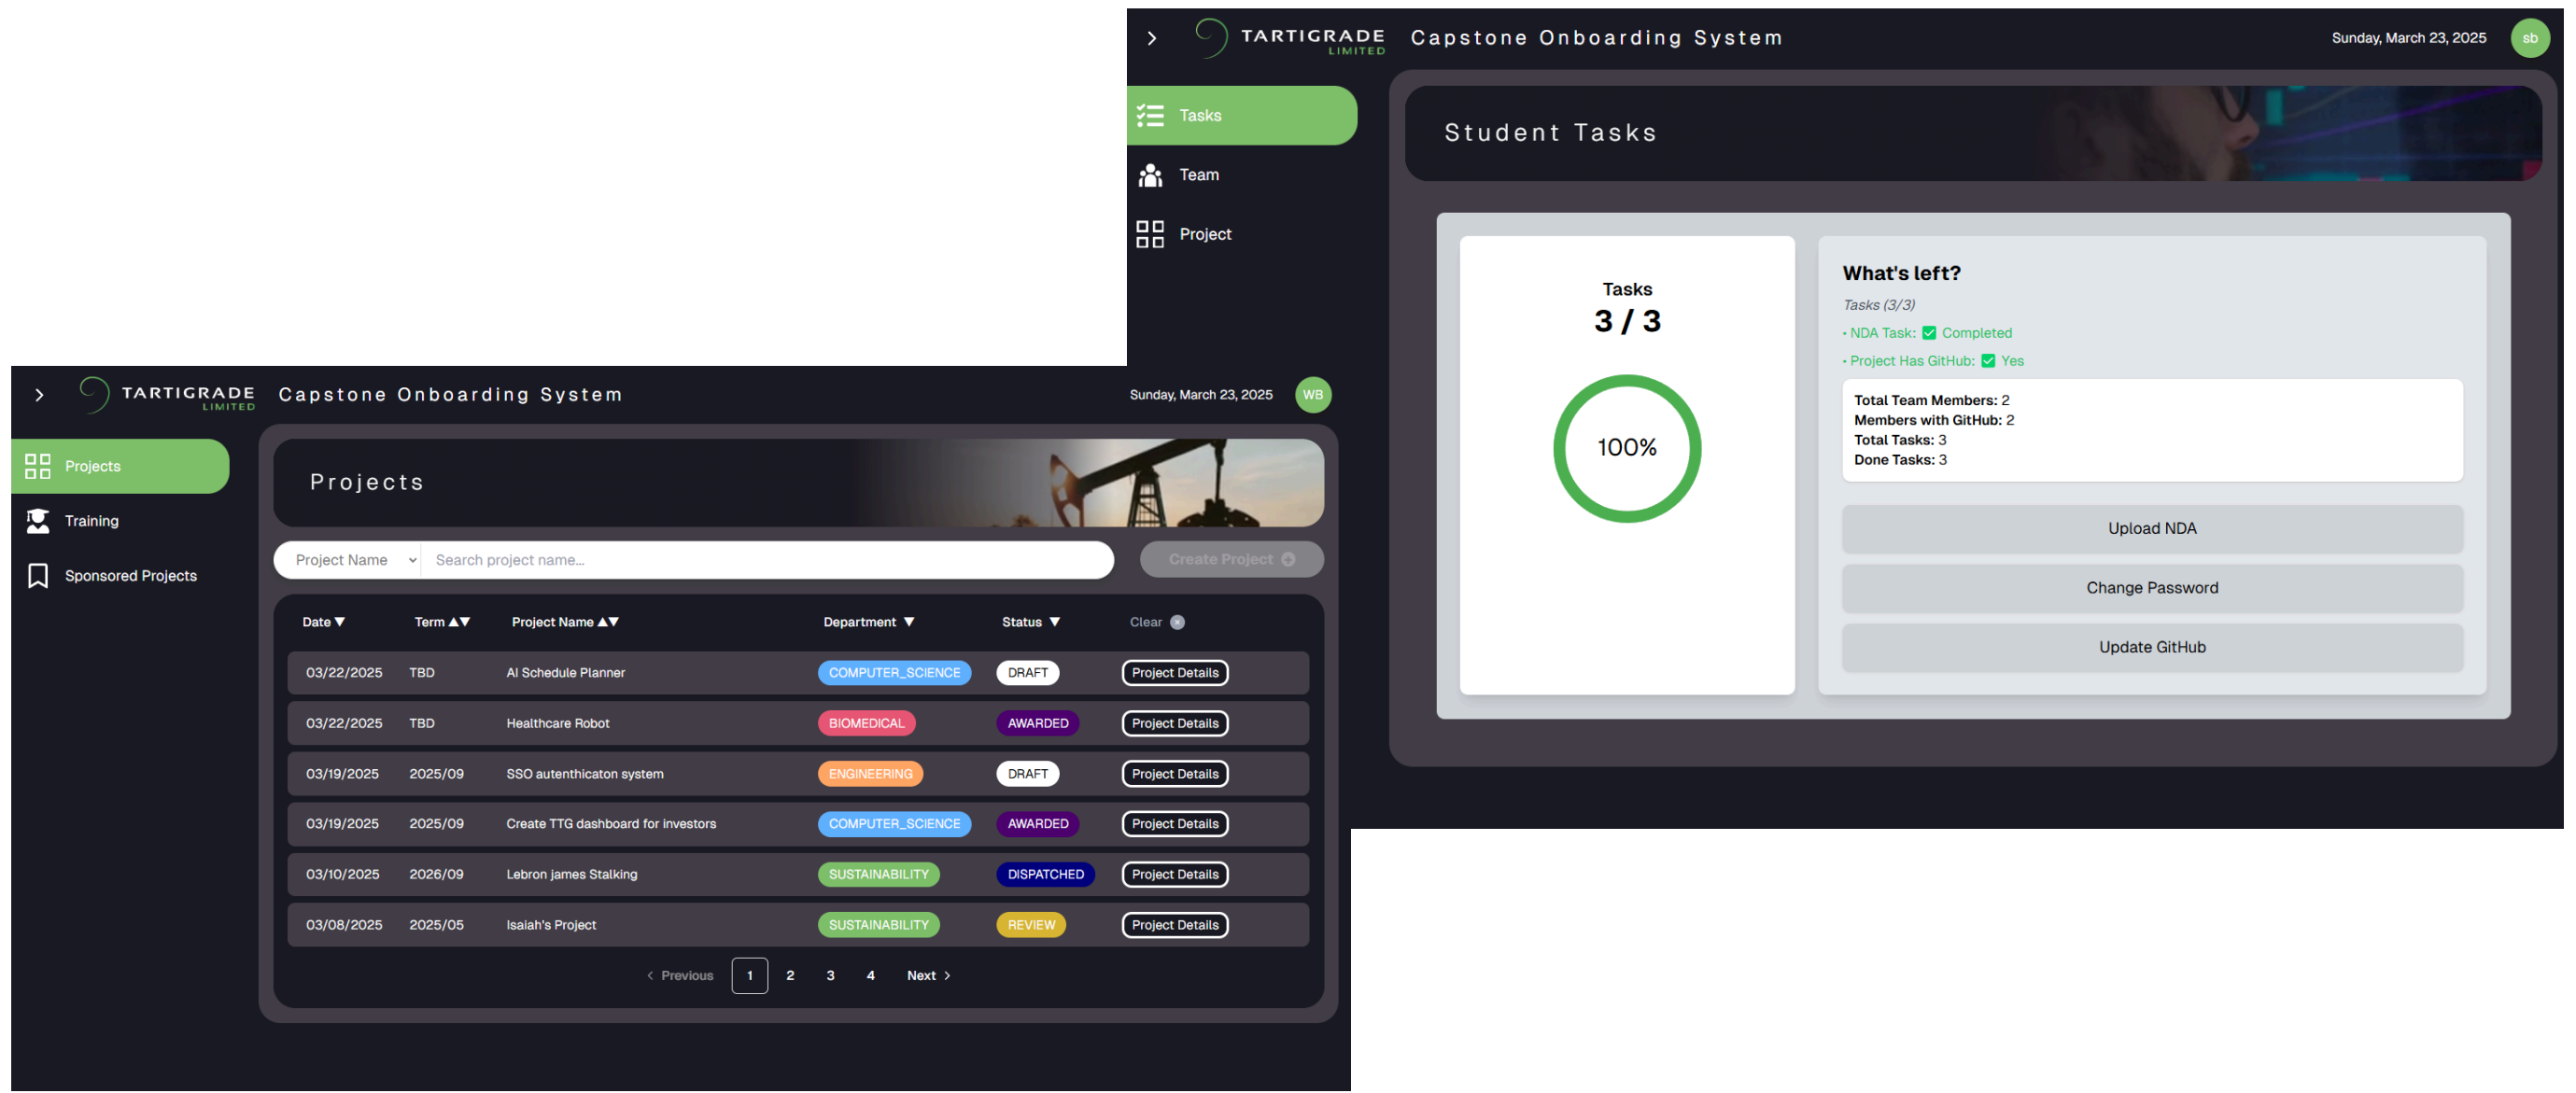 TARTIGRADE
LIMITED
Capstone Onboarding System
Sunday, March 23, 2025
sb
Tasks
Team
Project
Student Tasks
Tasks
3 / 3
100%
What's left?
Tasks (3/3)
• NDA Task: ✅ Completed
• Project Has GitHub: ✅ Yes
Total Team Members: 2
Members with GitHub: 2
Total Tasks: 3
Done Tasks: 3
Upload NDA
Change Password
Update GitHub
TARTIGRADE
LIMITED
Capstone Onboarding System
Sunday, March 23, 2025
WB
Projects
Training
Sponsored Projects
Projects
Project Name
Search project name...
Create Project
Date▼ Term▲▼ Project Name▲▼ Department ▼ Status ▼ Clear
03/22/2025 TBD AI Schedule Planner COMPUTER_SCIENCE DRAFT Project Details
03/22/2025 TBD Healthcare Robot BIOMEDICAL AWARDED Project Details
03/19/2025 2025/09 SSO autenthicaton system ENGINEERING DRAFT Project Details
03/19/2025 2025/09 Create TTG dashboard for investors COMPUTER_SCIENCE AWARDED Project Details
03/10/2025 2026/09 Lebron james Stalking SUSTAINABILITY DISPATCHED Project Details
03/08/2025 2025/05 Isaiah's Project SUSTAINABILITY REVIEW Project Details
Previous 1 2 3 4 Next